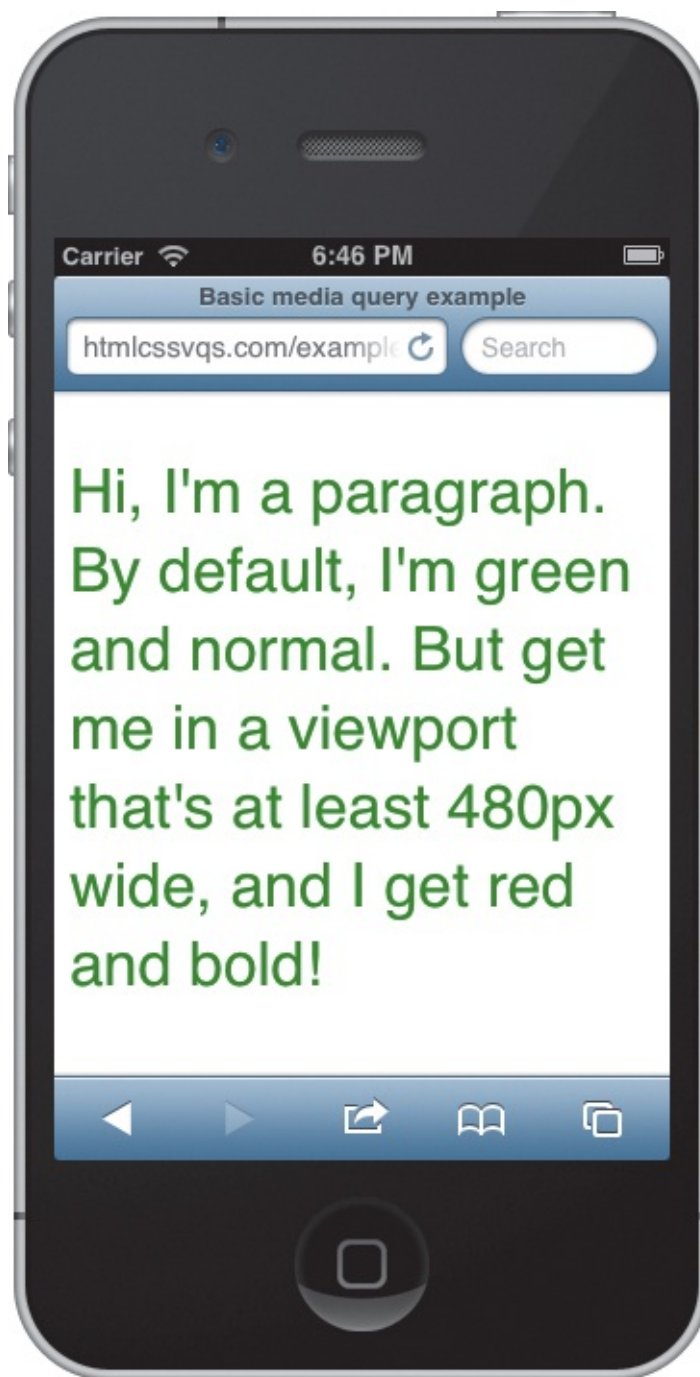 Carrier 6:46 PM
Basic media query example
htmlcssvqs.com/example Search
Hi, I'm a paragraph.
By default, I'm green
and normal. But get
me in a viewport
that's at least 480px
wide, and I get red
and bold!